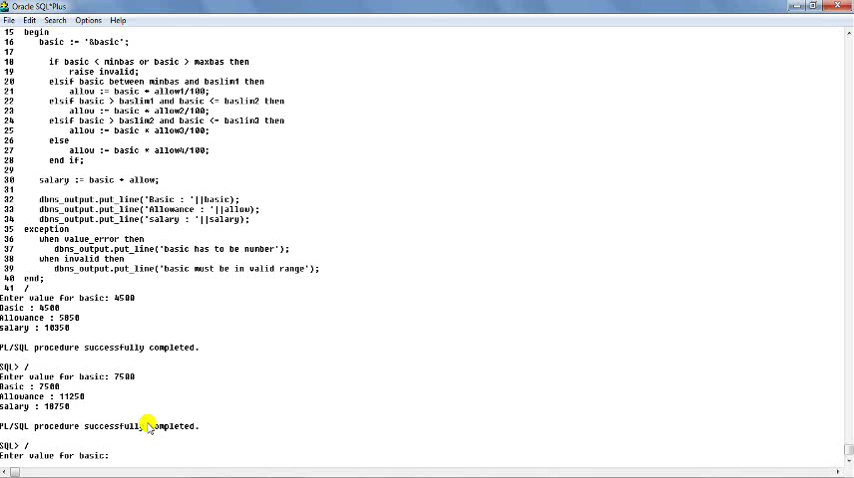 Oracle SQL*Plus
File Edit Search Options Help
15 begin
16 basic := '&basic';
17
18 if basic < minbas or basic > maxbas then
19 raise invalid;
20 elsif basic between minbas and baslim1 then
21 allow := basic * allow1/100;
22 elsif basic > baslim1 and basic <= baslim2 then
23 allow := basic * allow2/100;
24 elsif basic > baslim2 and basic <= baslim3 then
25 allow := basic * allow3/100;
26 else
27 allow := basic * allow4/100;
28 end if;
29
30 salary := basic + allow;
31
32 dbms_output.put_line('Basic : '||basic);
33 dbms_output.put_line('Allowance : '||allow);
34 dbms_output.put_line('salary : '||salary);
35 exception
36 when value_error then
37 dbms_output.put_line('basic has to be number');
38 when invalid then
39 dbms_output.put_line('basic must be in valid range');
40 end;
41 /
Enter value for basic: 4500
Basic : 4500
Allowance : 5850
salary : 10350
PL/SQL procedure successfully completed.
SQL> /
Enter value for basic: 7500
Basic : 7500
Allowance : 11250
salary : 18750
PL/SQL procedure successfully completed.
SQL> /
Enter value for basic: